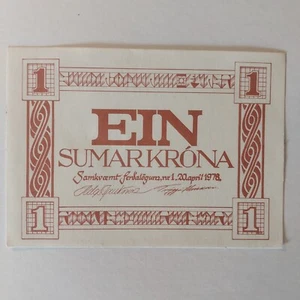 1 1
EIN
SUMARKRÓNA
Samkvæmt ferðalögum, nr. 1 - 20. apríl 1978.
1 1